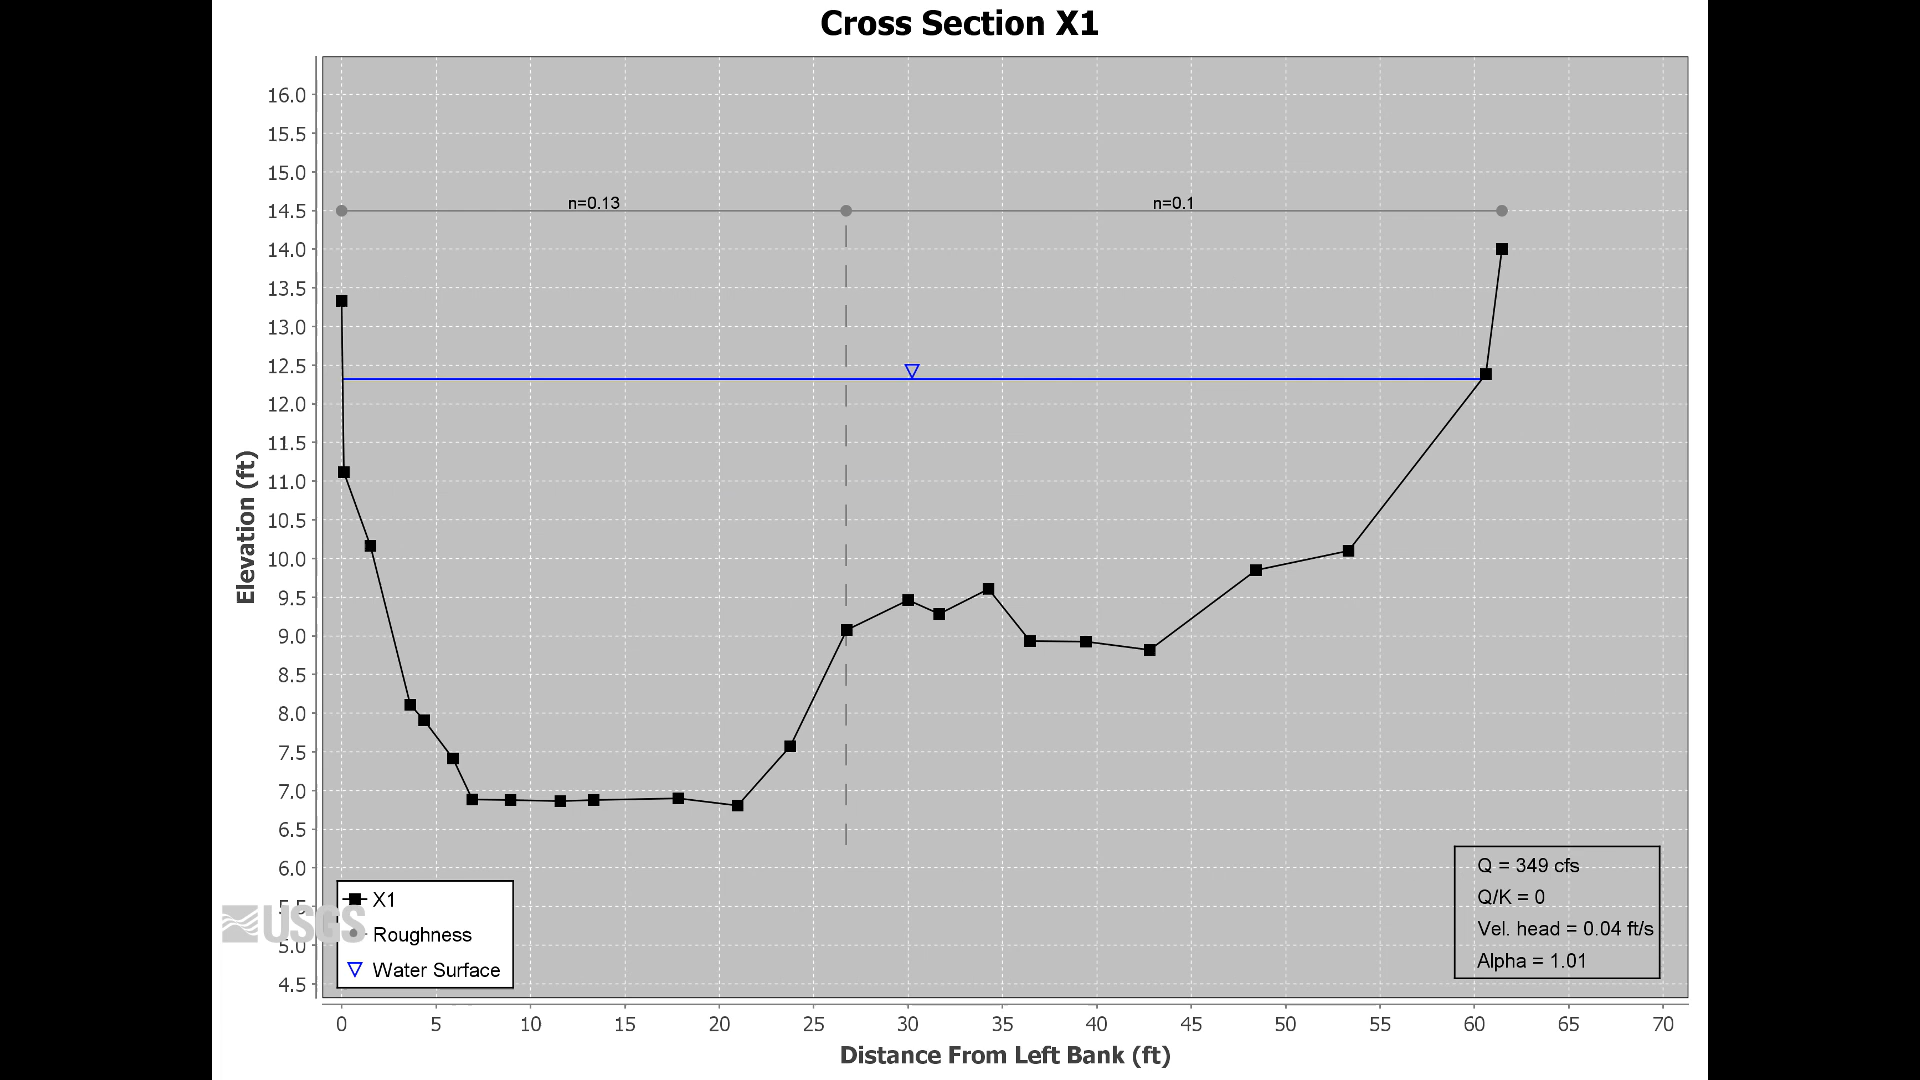 Cross Section X1
16.0
15.5
15.0
14.5
14.0
13.5
13.0
12.5
12.0
11.5
11.0
10.5
10.0
9.5
9.0
8.5
8.0
7.5
7.0
6.5
6.0
5.5
5.0
4.5
Elevation (ft)
n=0.13
n=0.1
Q = 349 cfs
Q/K = 0
Vel. head = 0.04 ft/s
Alpha = 1.01
X1
Roughness
Water Surface
USGS
0 5 10 15 20 25 30 35 40 45 50 55 60 65 70
Distance From Left Bank (ft)